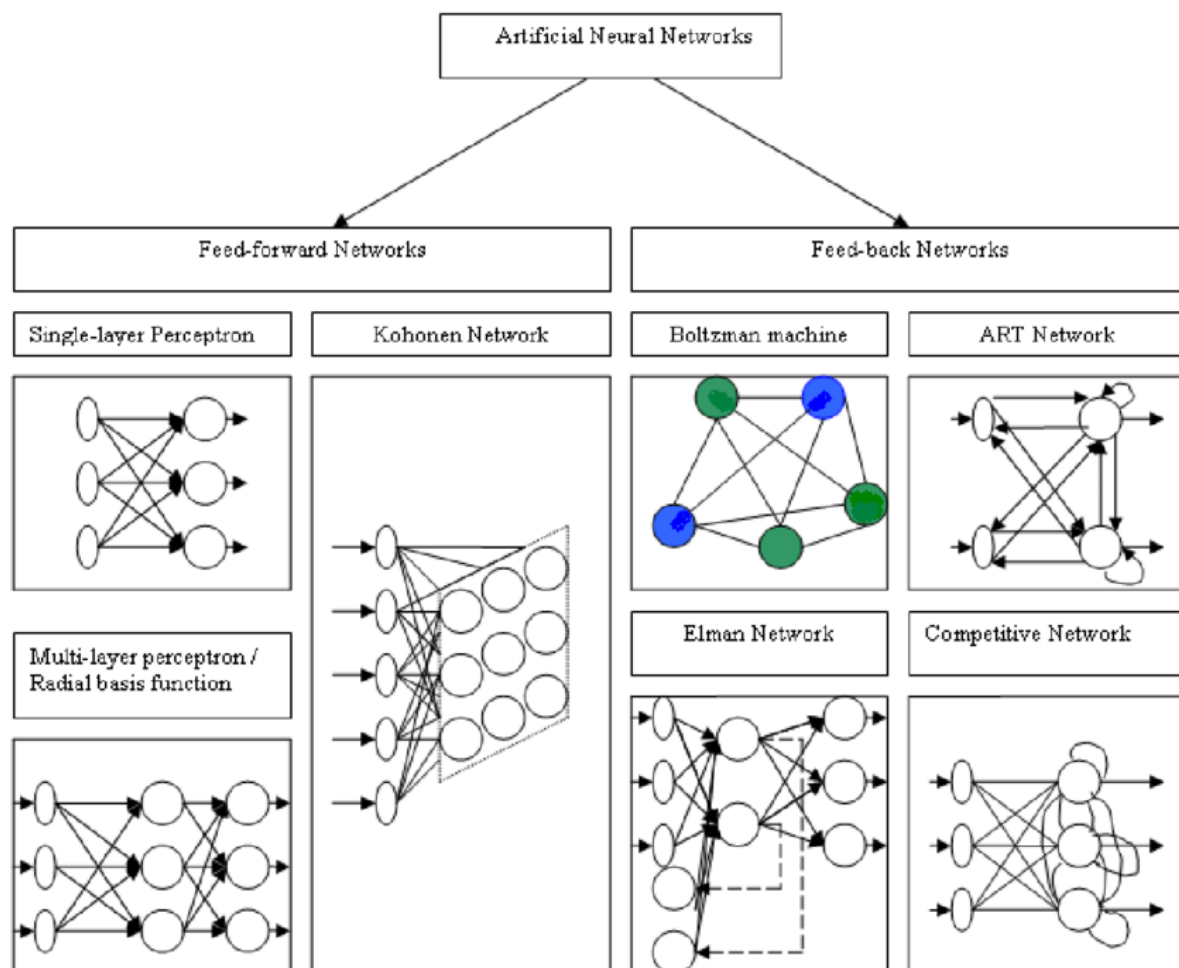 Artificial Neural Networks
Feed-forward Networks
Feed-back Networks
Single-layer Perceptron
Kohonen Network
Boltzman machine
ART Network
Multi-layer perceptron /
Radial basis function
Elman Network
Competitive Network